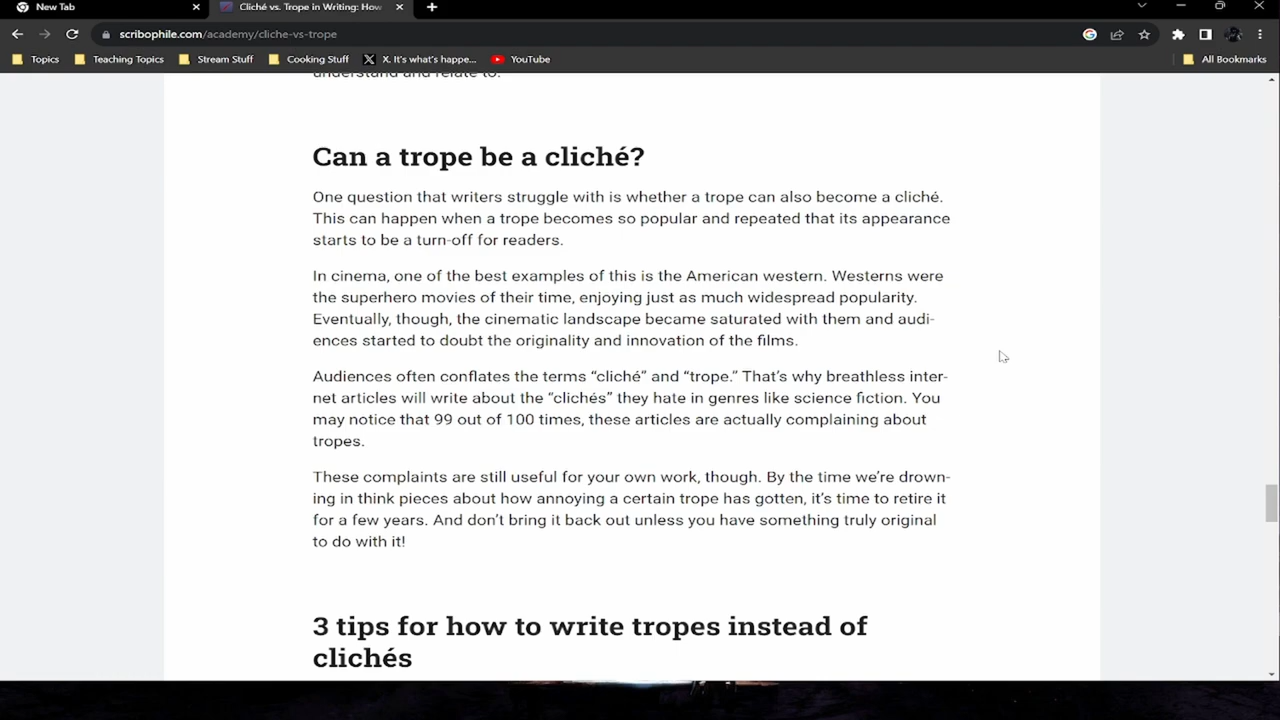 New Tab
Cliché vs. Trope in Writing: How
scribophile.com/academy/cliche-vs-trope
Topics
Teaching Topics
Stream Stuff
Cooking Stuff
X. It's what's happe...
YouTube
All Bookmarks
understand and relate to.
Can a trope be a cliché?
One question that writers struggle with is whether a trope can also become a cliché.
This can happen when a trope becomes so popular and repeated that its appearance
starts to be a turn-off for readers.
In cinema, one of the best examples of this is the American western. Westerns were
the superhero movies of their time, enjoying just as much widespread popularity.
Eventually, though, the cinematic landscape became saturated with them and audi-
ences started to doubt the originality and innovation of the films.
Audiences often conflates the terms “cliché” and “trope.” That’s why breathless inter-
net articles will write about the “clichés” they hate in genres like science fiction. You
may notice that 99 out of 100 times, these articles are actually complaining about
tropes.
These complaints are still useful for your own work, though. By the time we’re drown-
ing in think pieces about how annoying a certain trope has gotten, it’s time to retire it
for a few years. And don’t bring it back out unless you have something truly original
to do with it!
3 tips for how to write tropes instead of
clichés